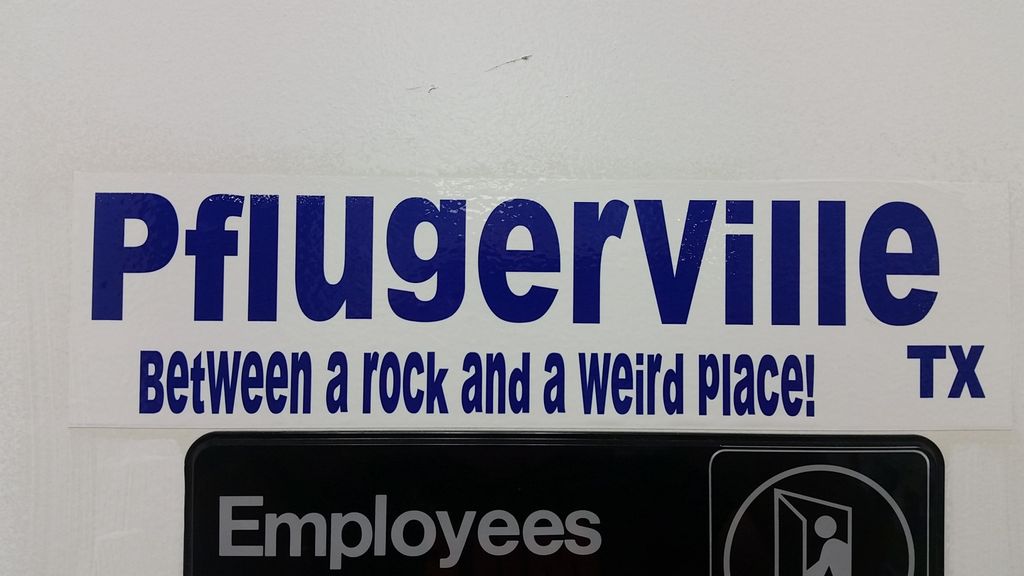 Pflugerville
Between a rock and a weird place!
TX
Employees